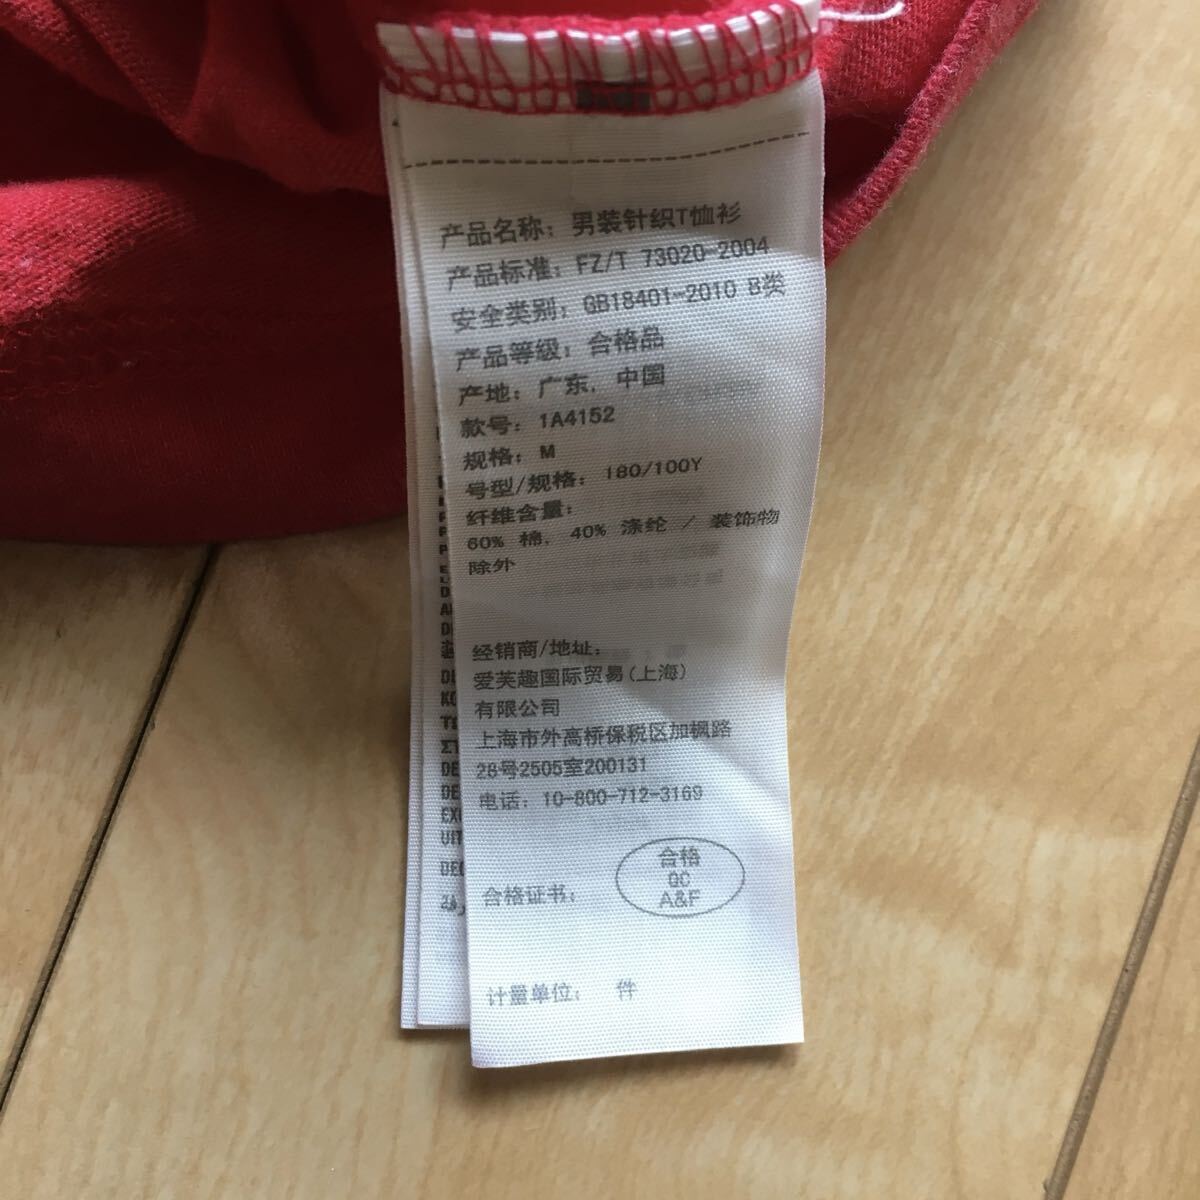 产品名称: 男装针织T恤衫
产品标准: FZ/T 73020-2004
安全类别: GB18401-2010 B类
产品等级: 合格品
产地: 广东, 中国
款号: 1A4152
规格: M
号型/规格: 180/100Y
纤维含量:
60% 棉, 40% 涤纶 / 装饰物
除外
经销商/地址:
爱芙趣国际贸易(上海)
有限公司
上海市外高桥保税区加枫路
28号2505室200131
电话: 10-800-712-3169
合格
QC
A&F
合格证书:
计量单位: 件